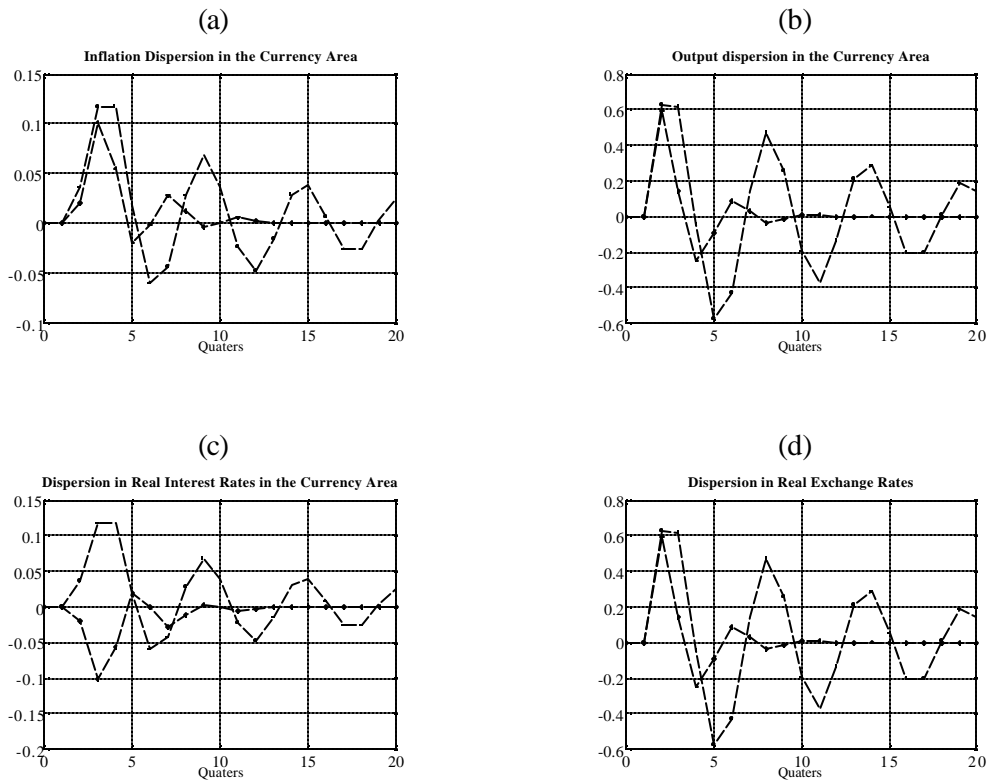 (a)
Inflation Dispersion in the Currency Area
0.15
0.1
0.05
0
-0.05
-0.1
0 5 10 15 20
Quaters
(b)
Output dispersion in the Currency Area
0.8
0.6
0.4
0.2
0
-0.2
-0.4
-0.6
0 5 10 15 20
Quaters
(c)
Dispersion in Real Interest Rates in the Currency Area
0.15
0.1
0.05
0
-0.05
-0.1
-0.15
-0.2
0 5 10 15 20
Quaters
(d)
Dispersion in Real Exchange Rates
0.8
0.6
0.4
0.2
0
-0.2
-0.4
-0.6
0 5 10 15 20
Quaters